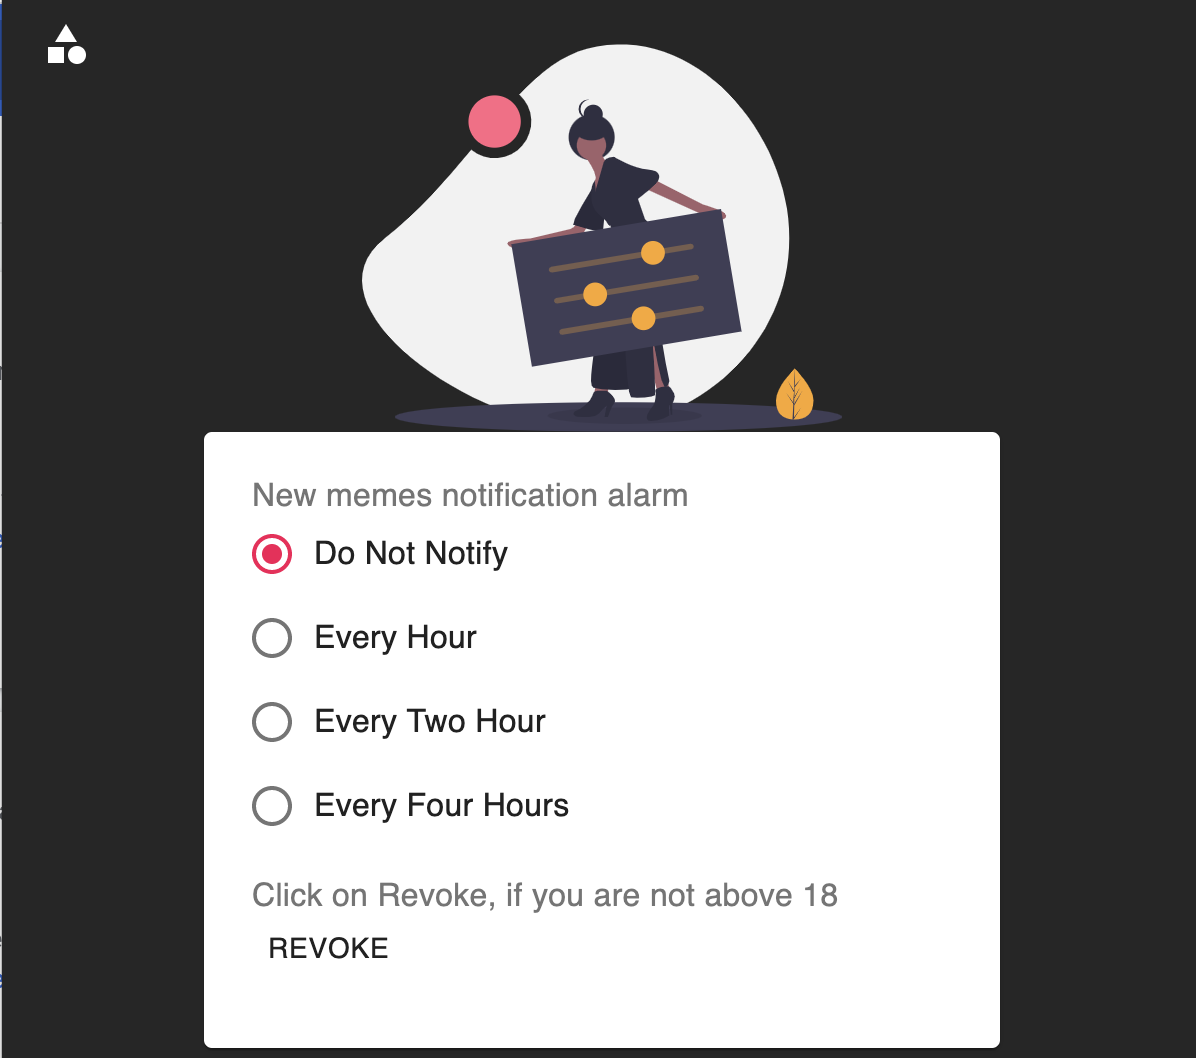 New memes notification alarm
Do Not Notify
Every Hour
Every Two Hour
Every Four Hours
Click on Revoke, if you are not above 18
REVOKE